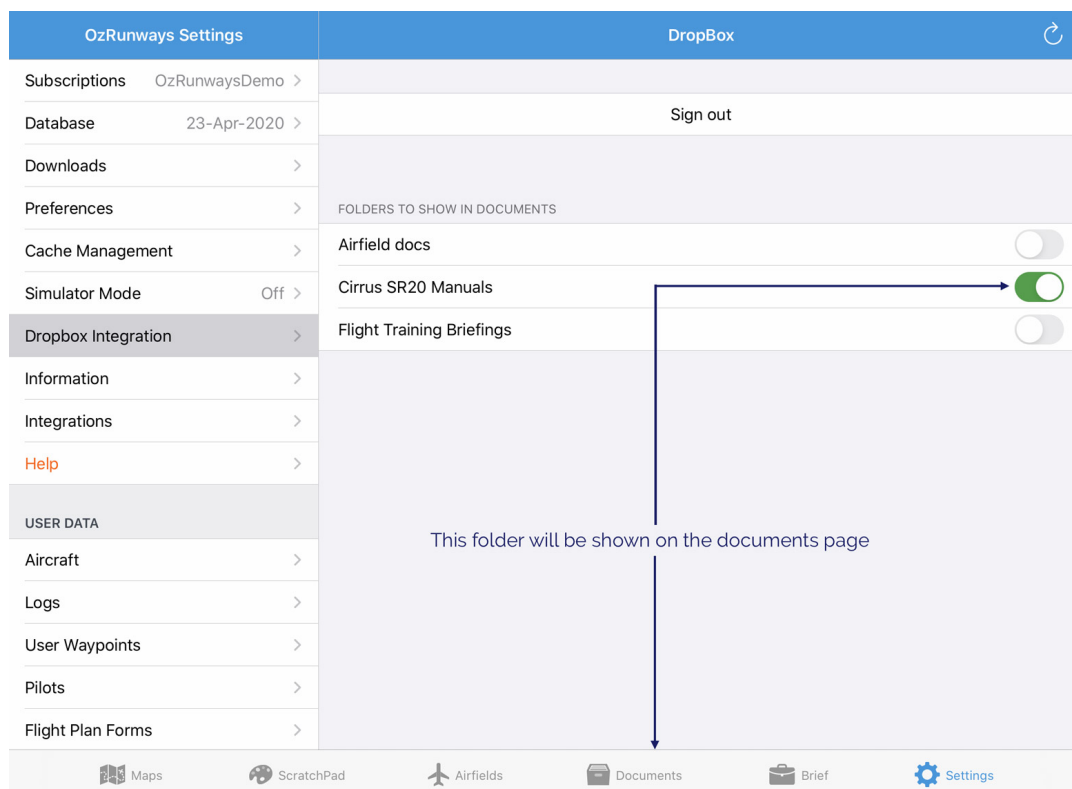 OzRunways Settings
Subscriptions OzRunwaysDemo
Database 23-Apr-2020
Downloads
Preferences
Cache Management
Simulator Mode Off
Dropbox Integration
Information
Integrations
Help
USER DATA
Aircraft
Logs
User Waypoints
Pilots
Flight Plan Forms
DropBox
Sign out
FOLDERS TO SHOW IN DOCUMENTS
Airfield docs
Cirrus SR20 Manuals
Flight Training Briefings
This folder will be shown on the documents page
Maps ScratchPad Airfields Documents Brief Settings